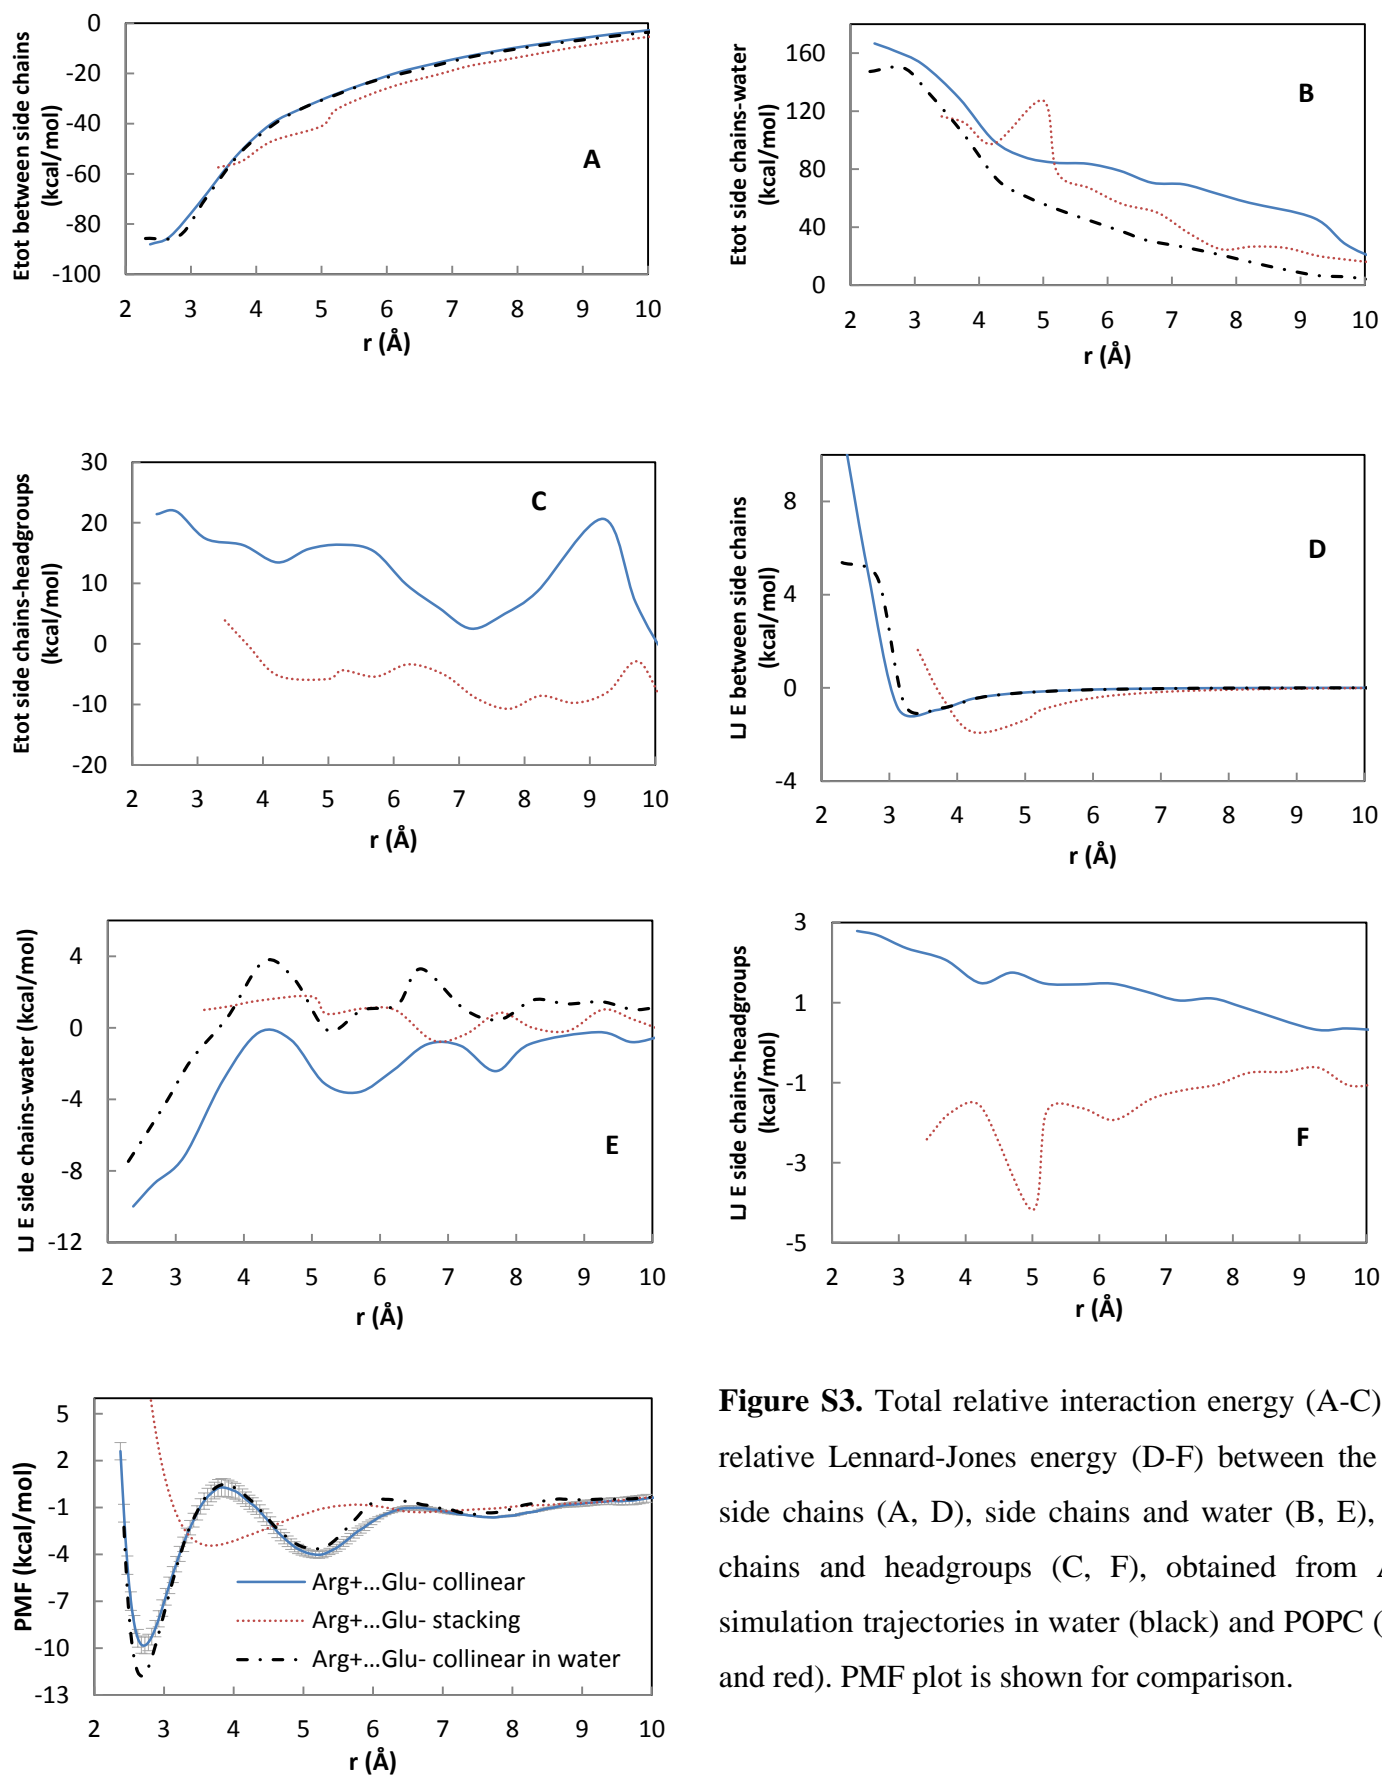 Etot between side chains
(kcal/mol)
0
-20
-40
-60
-80
-100
A
2 3 4 5 6 7 8 9 10
r (Å)
Etot side chains-water
(kcal/mol)
160
120
80
40
0
B
2 3 4 5 6 7 8 9 10
r (Å)
Etot side chains-headgroups
(kcal/mol)
30
20
10
0
-10
-20
C
2 3 4 5 6 7 8 9 10
r (Å)
LJ E between side chains
(kcal/mol)
8
4
0
-4
D
2 3 4 5 6 7 8 9 10
r (Å)
LJ E side chains-water (kcal/mol)
4
0
-4
-8
-12
E
2 3 4 5 6 7 8 9 10
r (Å)
LJ E side chains-headgroups
(kcal/mol)
3
1
-1
-3
-5
F
2 3 4 5 6 7 8 9 10
r (Å)
PMF (kcal/mol)
5
2
-1
-4
-7
-10
-13
Arg+...Glu- collinear
Arg+...Glu- stacking
Arg+...Glu- collinear in water
2 3 4 5 6 7 8 9 10
r (Å)
Figure S3. Total relative interaction energy (A-C)
relative Lennard-Jones energy (D-F) between the
side chains (A, D), side chains and water (B, E),
chains and headgroups (C, F), obtained from
simulation trajectories in water (black) and POPC (
and red). PMF plot is shown for comparison.